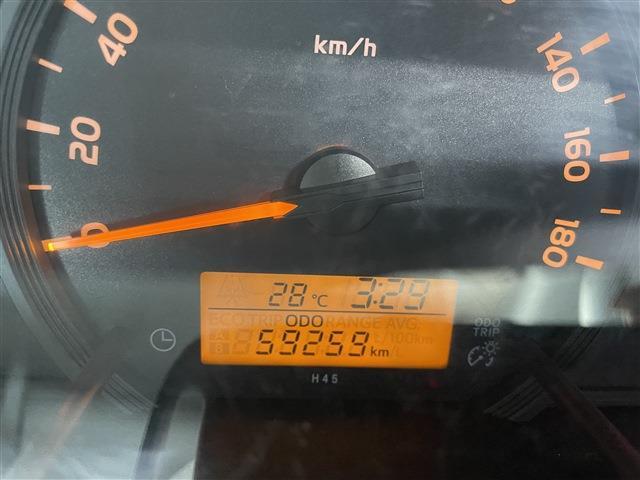 km/h
40
20
0
140
160
180
28 °C 3:29
ECO TRIP ODO RANGE AVG.
A
B
59259 km
/100km
/L
ODO
TRIP
H45